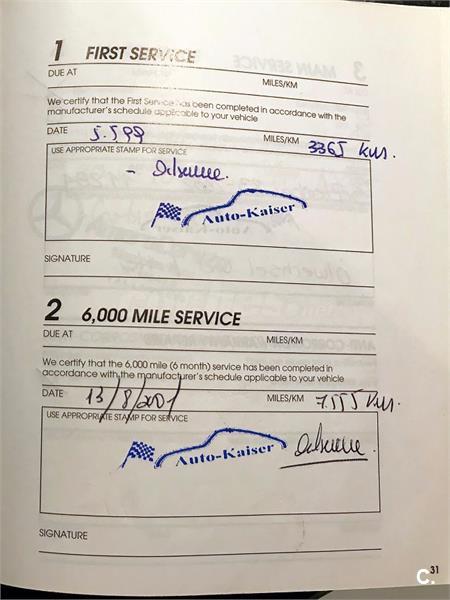 1 FIRST SERVICE
DUE AT
MILES/KM
We certify that the First Service has been completed in accordance with the
manufacturer's schedule applicable to your vehicle
DATE 5.5.99 MILES/KM 3365 kms.
USE APPROPRIATE STAMP FOR SERVICE
Auto-Kaiser
SIGNATURE
2 6,000 MILE SERVICE
DUE AT
MILES/KM
We certify that the 6,000 mile (6 month) service has been completed in
accordance with the manufacturer's schedule applicable to your vehicle
DATE 13/8/2001 MILES/KM 7.555 kms.
USE APPROPRIATE STAMP FOR SERVICE
Auto-Kaiser
SIGNATURE
31
C.